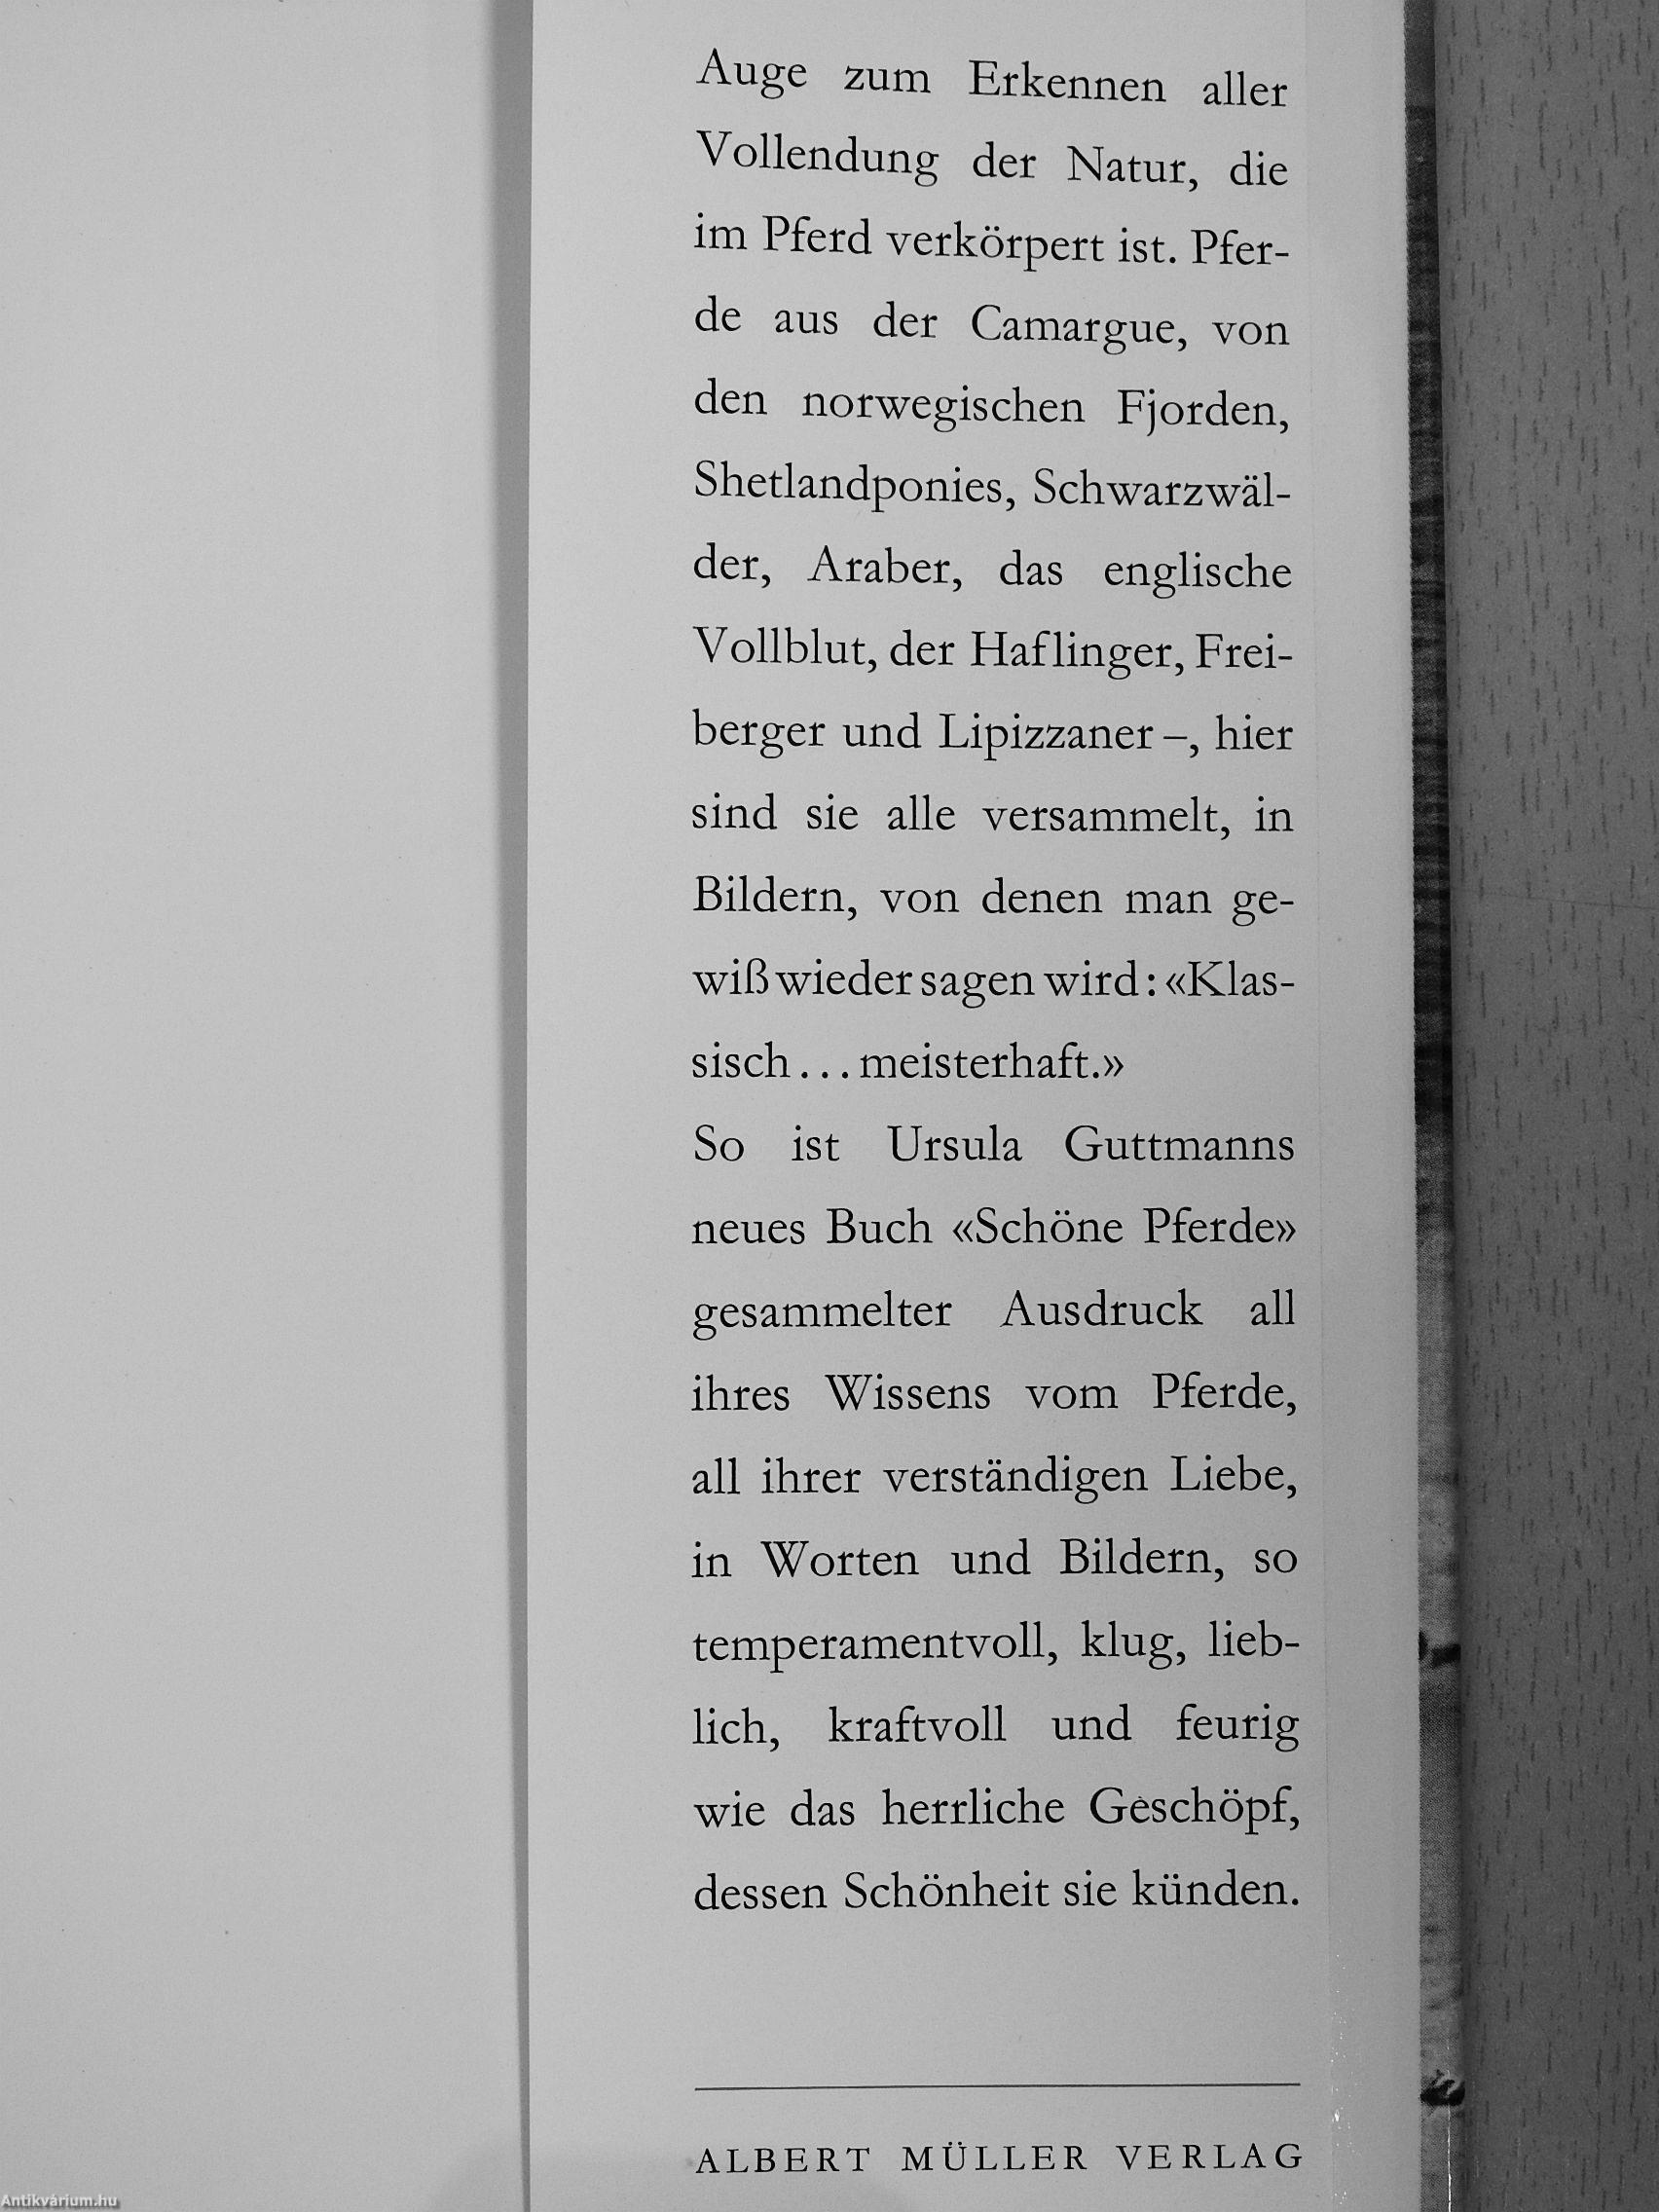 Auge zum Erkennen aller
Vollendung der Natur, die
im Pferd verkörpert ist. Pfer-
de aus der Camargue, von
den norwegischen Fjorden,
Shetlandponies, Schwarzwäl-
der, Araber, das englische
Vollblut, der Haflinger, Frei-
berger und Lipizzaner –, hier
sind sie alle versammelt, in
Bildern, von denen man ge-
wiß wieder sagen wird: «Klas-
sisch ... meisterhaft.»
So ist Ursula Guttmanns
neues Buch «Schöne Pferde»
gesammelter Ausdruck all
ihres Wissens vom Pferde,
all ihrer verständigen Liebe,
in Worten und Bildern, so
temperamentvoll, klug, lieb-
lich, kraftvoll und feurig
wie das herrliche Geschöpf,
dessen Schönheit sie künden.
ALBERT MÜLLER VERLAG
Antikvárium.hu